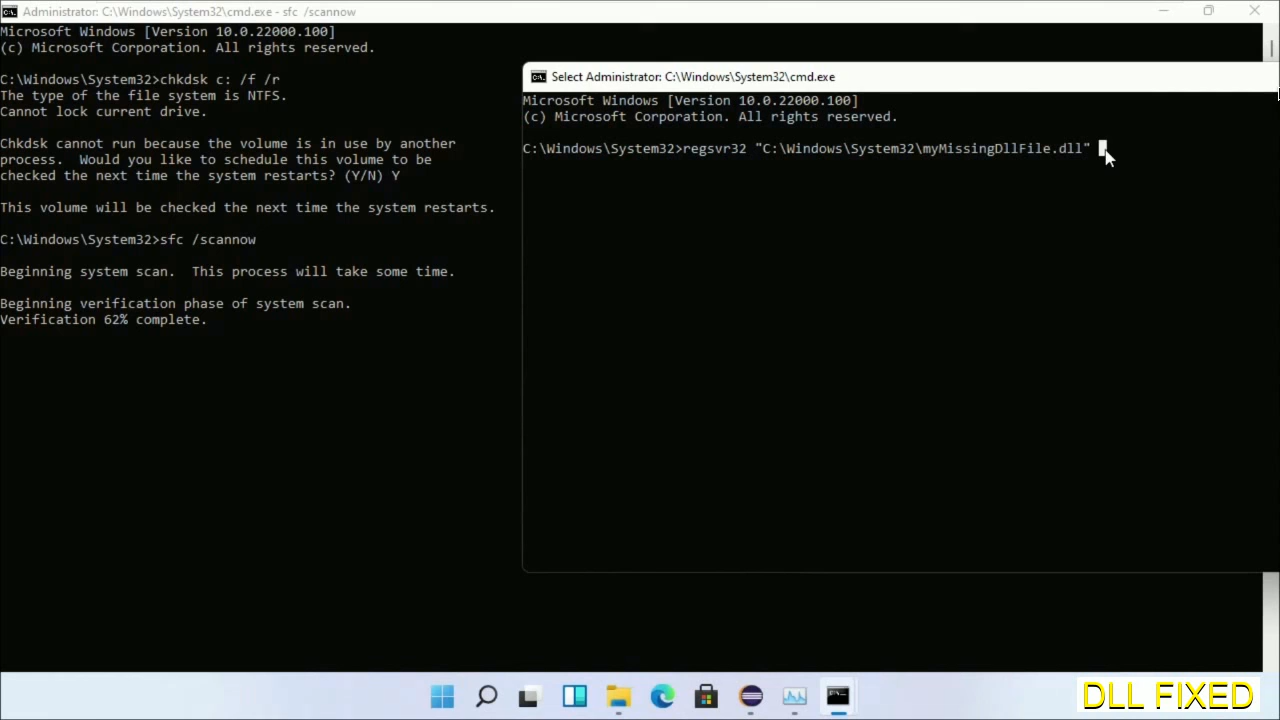 Administrator: C:\Windows\System32\cmd.exe - sfc /scannow
Microsoft Windows [Version 10.0.22000.100]
(c) Microsoft Corporation. All rights reserved.
C:\Windows\System32>chkdsk c: /f /r
The type of the file system is NTFS.
Cannot lock current drive.
Chkdsk cannot run because the volume is in use by another
process.  Would you like to schedule this volume to be
checked the next time the system restarts? (Y/N) Y
This volume will be checked the next time the system restarts.
C:\Windows\System32>sfc /scannow
Beginning system scan.  This process will take some time.
Beginning verification phase of system scan.
Verification 62% complete.
Select Administrator: C:\Windows\System32\cmd.exe
Microsoft Windows [Version 10.0.22000.100]
(c) Microsoft Corporation. All rights reserved.
C:\Windows\System32>regsvr32 "C:\Windows\System32\myMissingDllFile.dll"
DLL FIXED